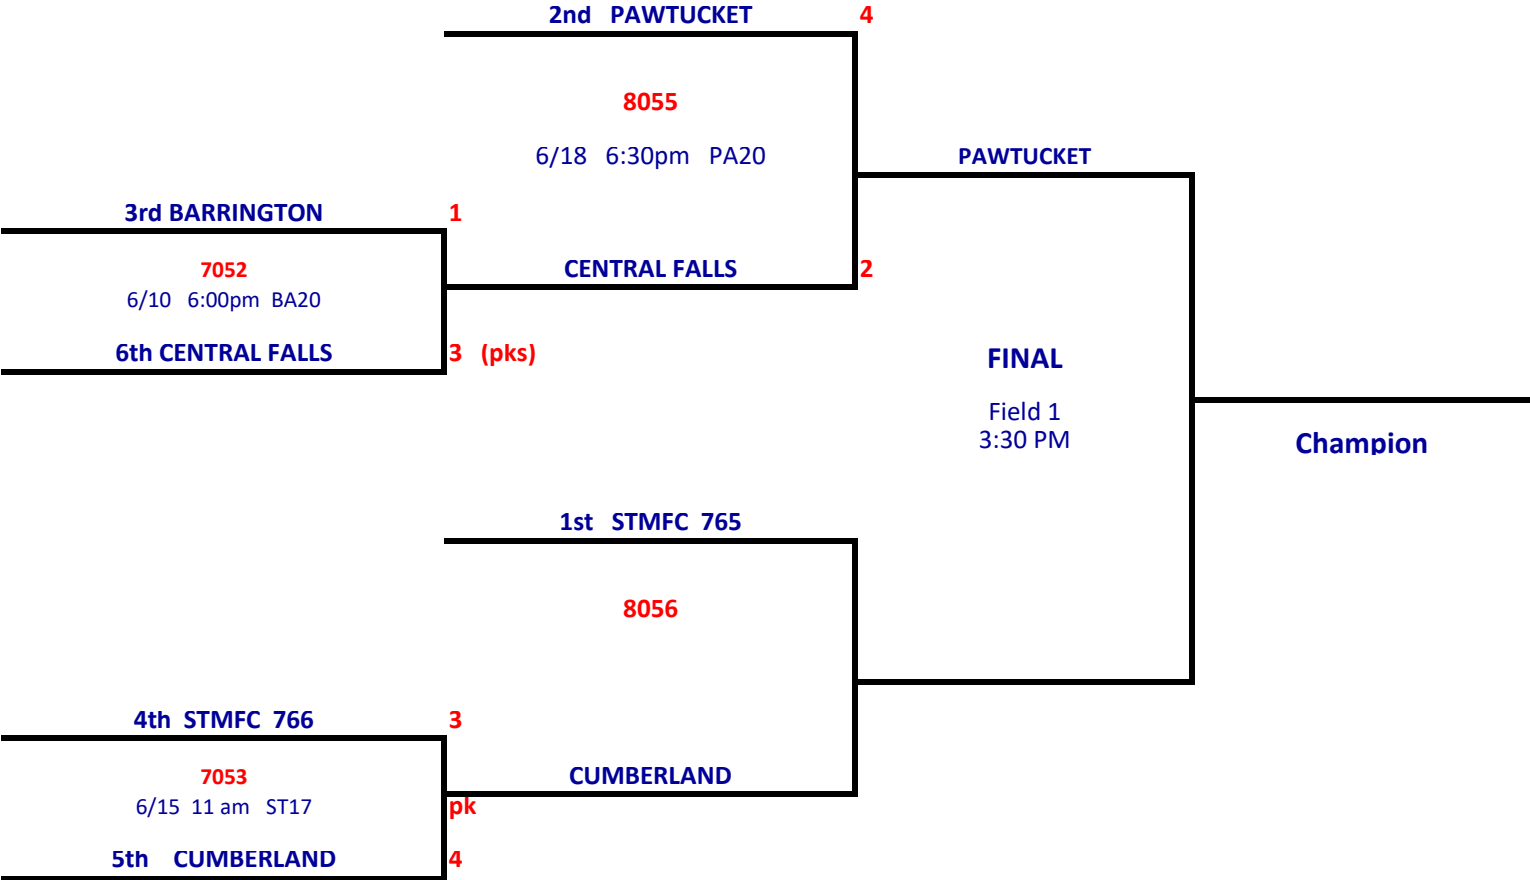 2nd PAWTUCKET 4
8055
6/18 6:30pm PA20
PAWTUCKET
3rd BARRINGTON 1
7052
6/10 6:00pm BA20
CENTRAL FALLS 2
6th CENTRAL FALLS 3 (pks)
FINAL
Field 1
3:30 PM
Champion
1st STMFC 765
8056
4th STMFC 766 3
7053
6/15 11 am ST17
CUMBERLAND
pk
5th CUMBERLAND 4